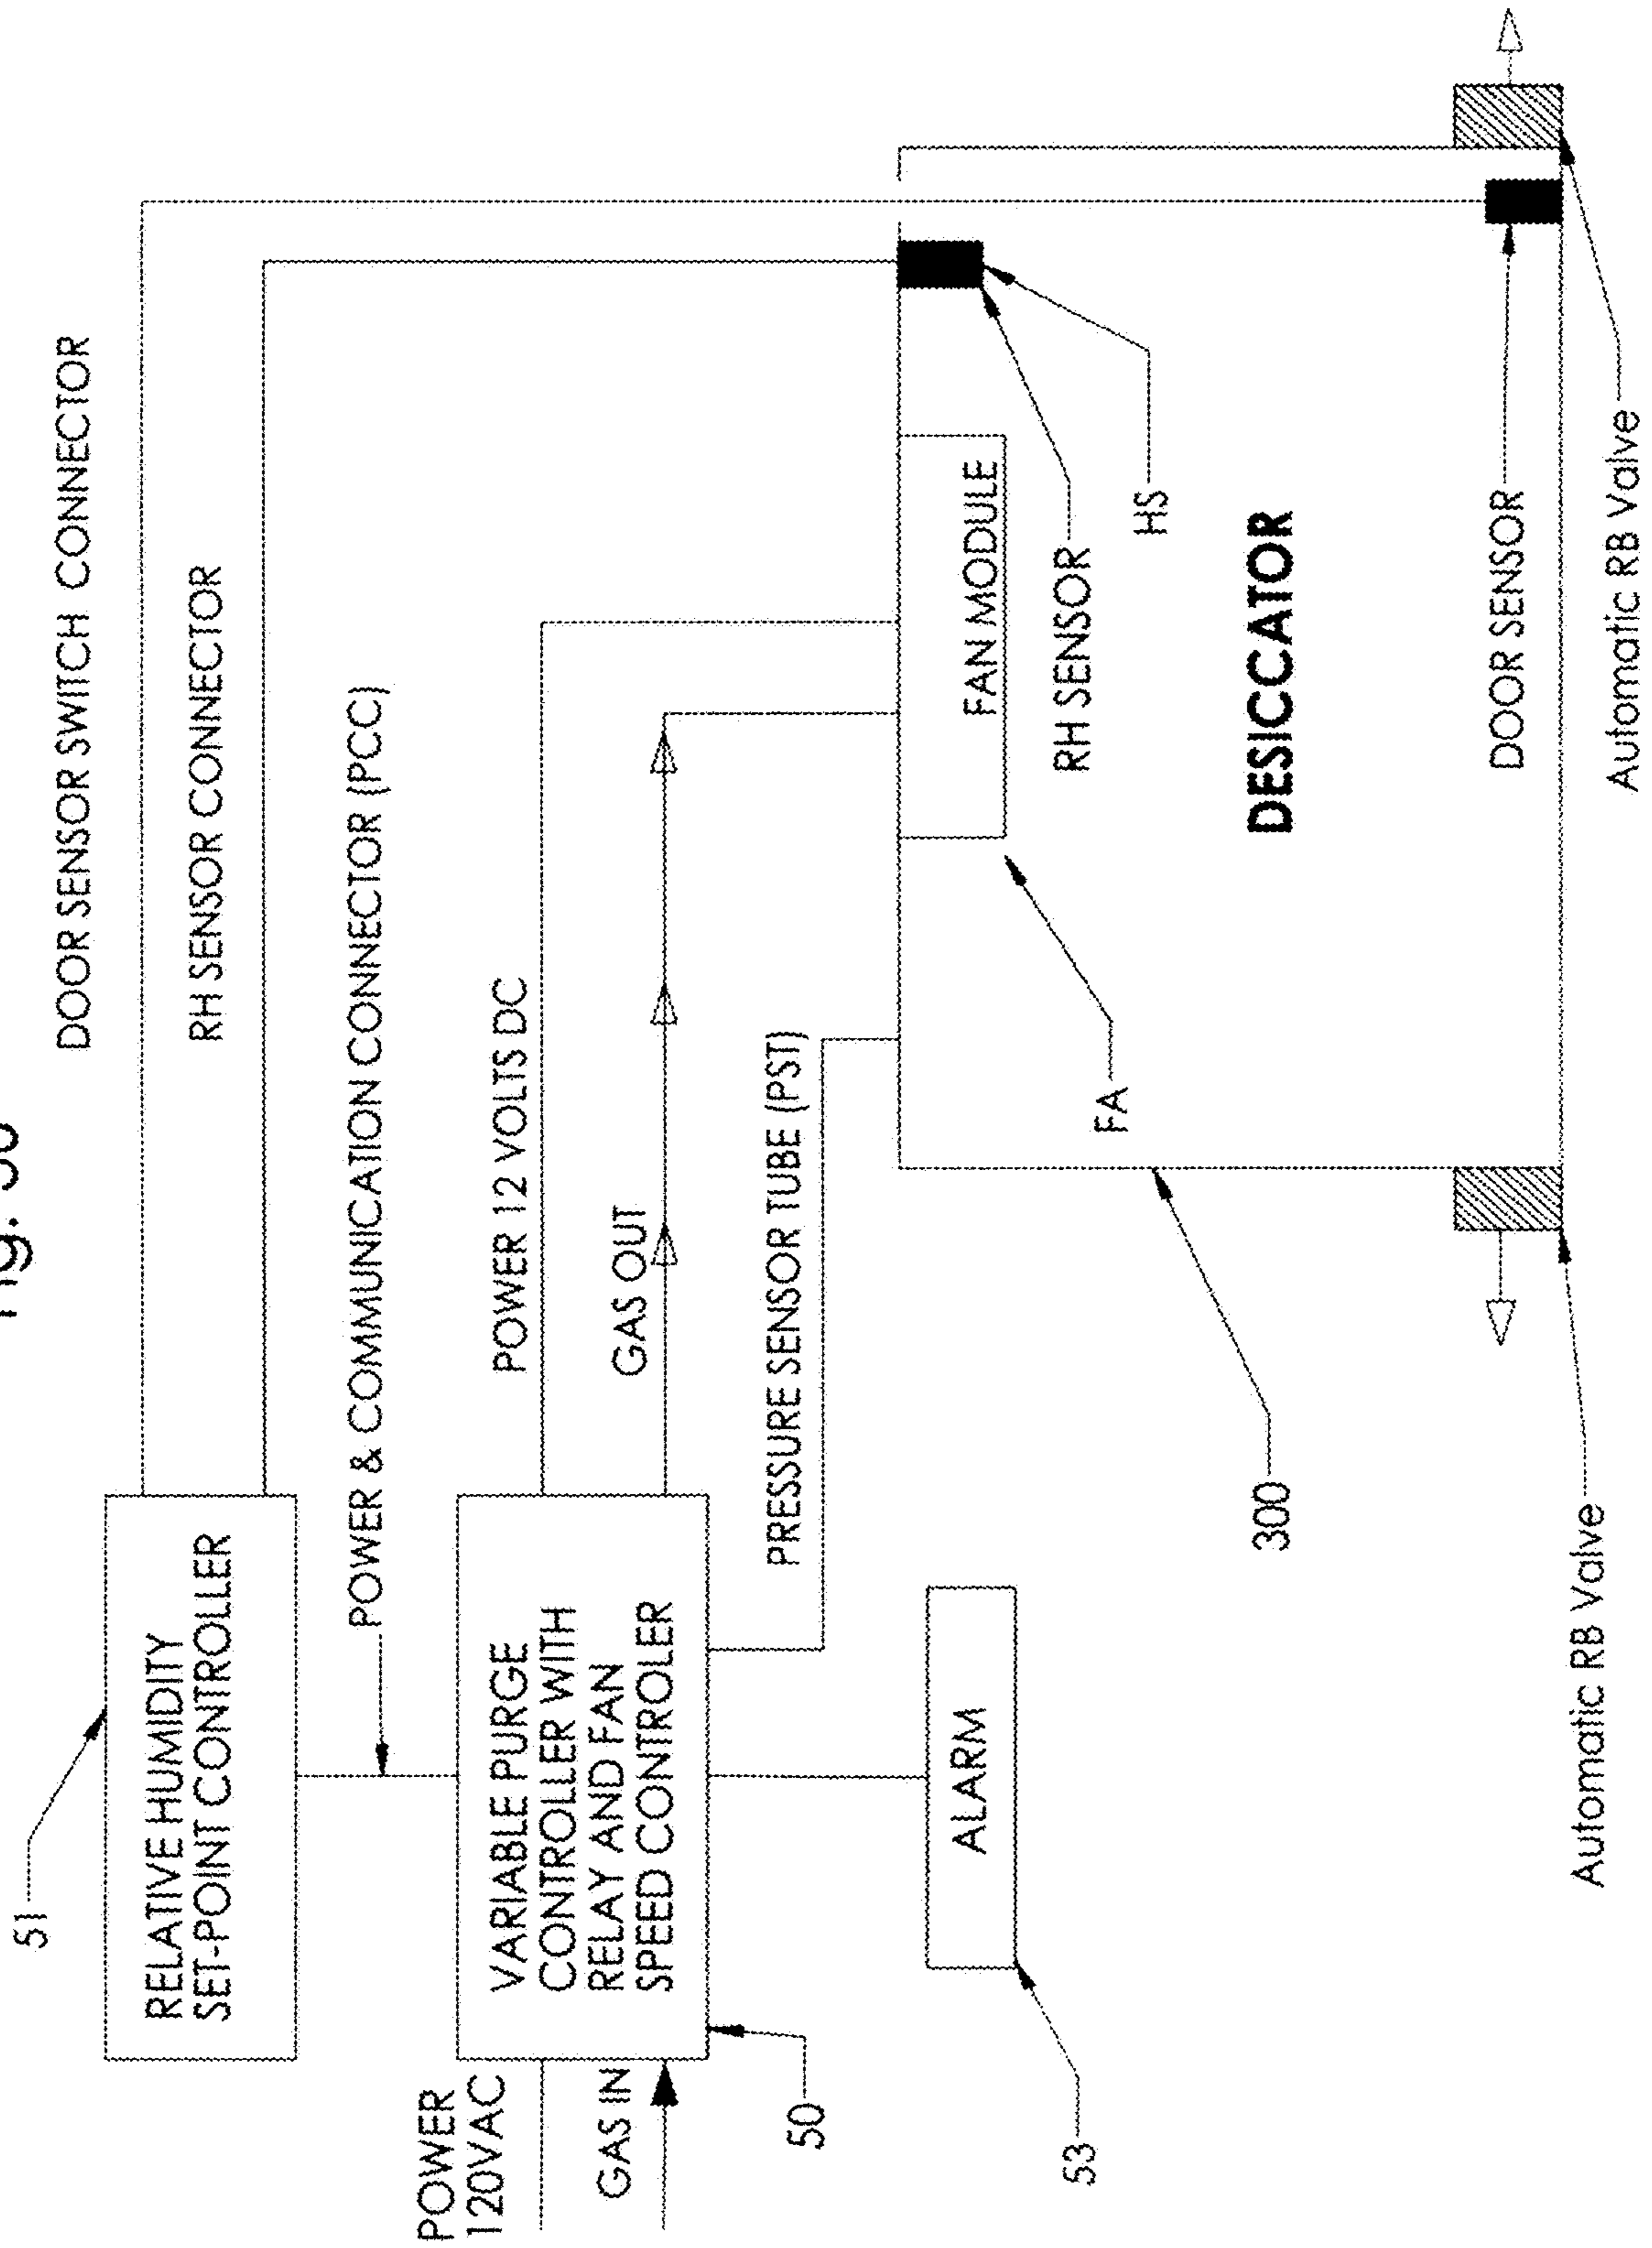 DOOR SENSOR SWITCH CONNECTOR
RH SENSOR CONNECTOR
51
RELATIVE HUMIDITY
SET-POINT CONTROLLER
POWER & COMMUNICATION CONNECTOR (PCC)
POWER
120VAC
GAS IN
VARIABLE PURGE
CONTROLLER WITH
RELAY AND FAN
SPEED CONTROLER
50
POWER 12 VOLTS DC
GAS OUT
PRESSURE SENSOR TUBE (PST)
ALARM
53
FAN MODULE
FA
RH SENSOR
HS
DESICCATOR
300
DOOR SENSOR
Automatic RB Valve
Automatic RB Valve